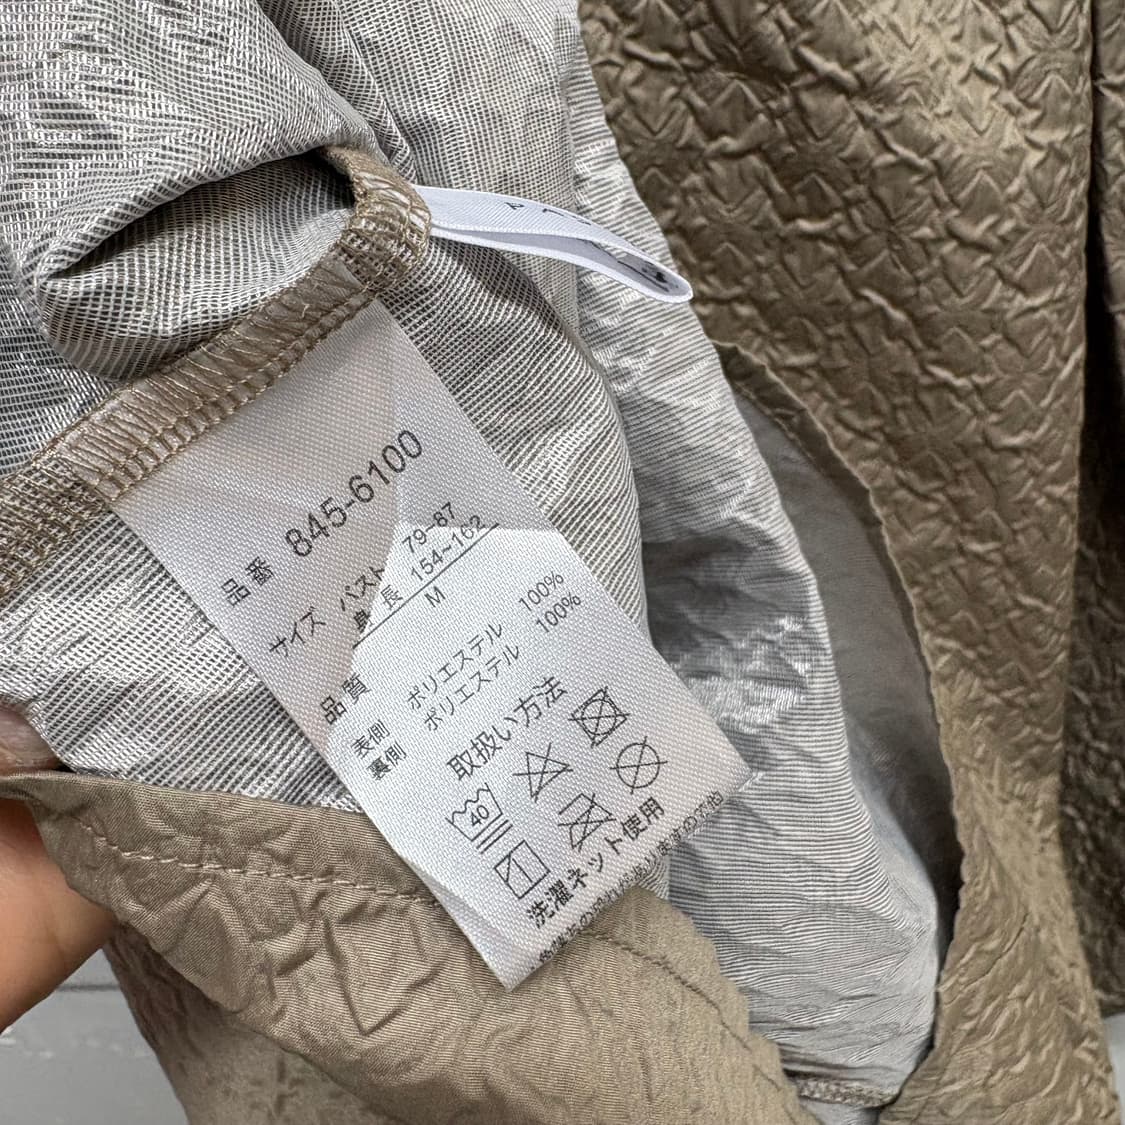 品番 845-6100
サイズ バスト 79~87
身長 154~162
M
品質
表側 ポリエステル 100%
裏側 ポリエステル 100%
取扱い方法
40
洗濯ネット使用